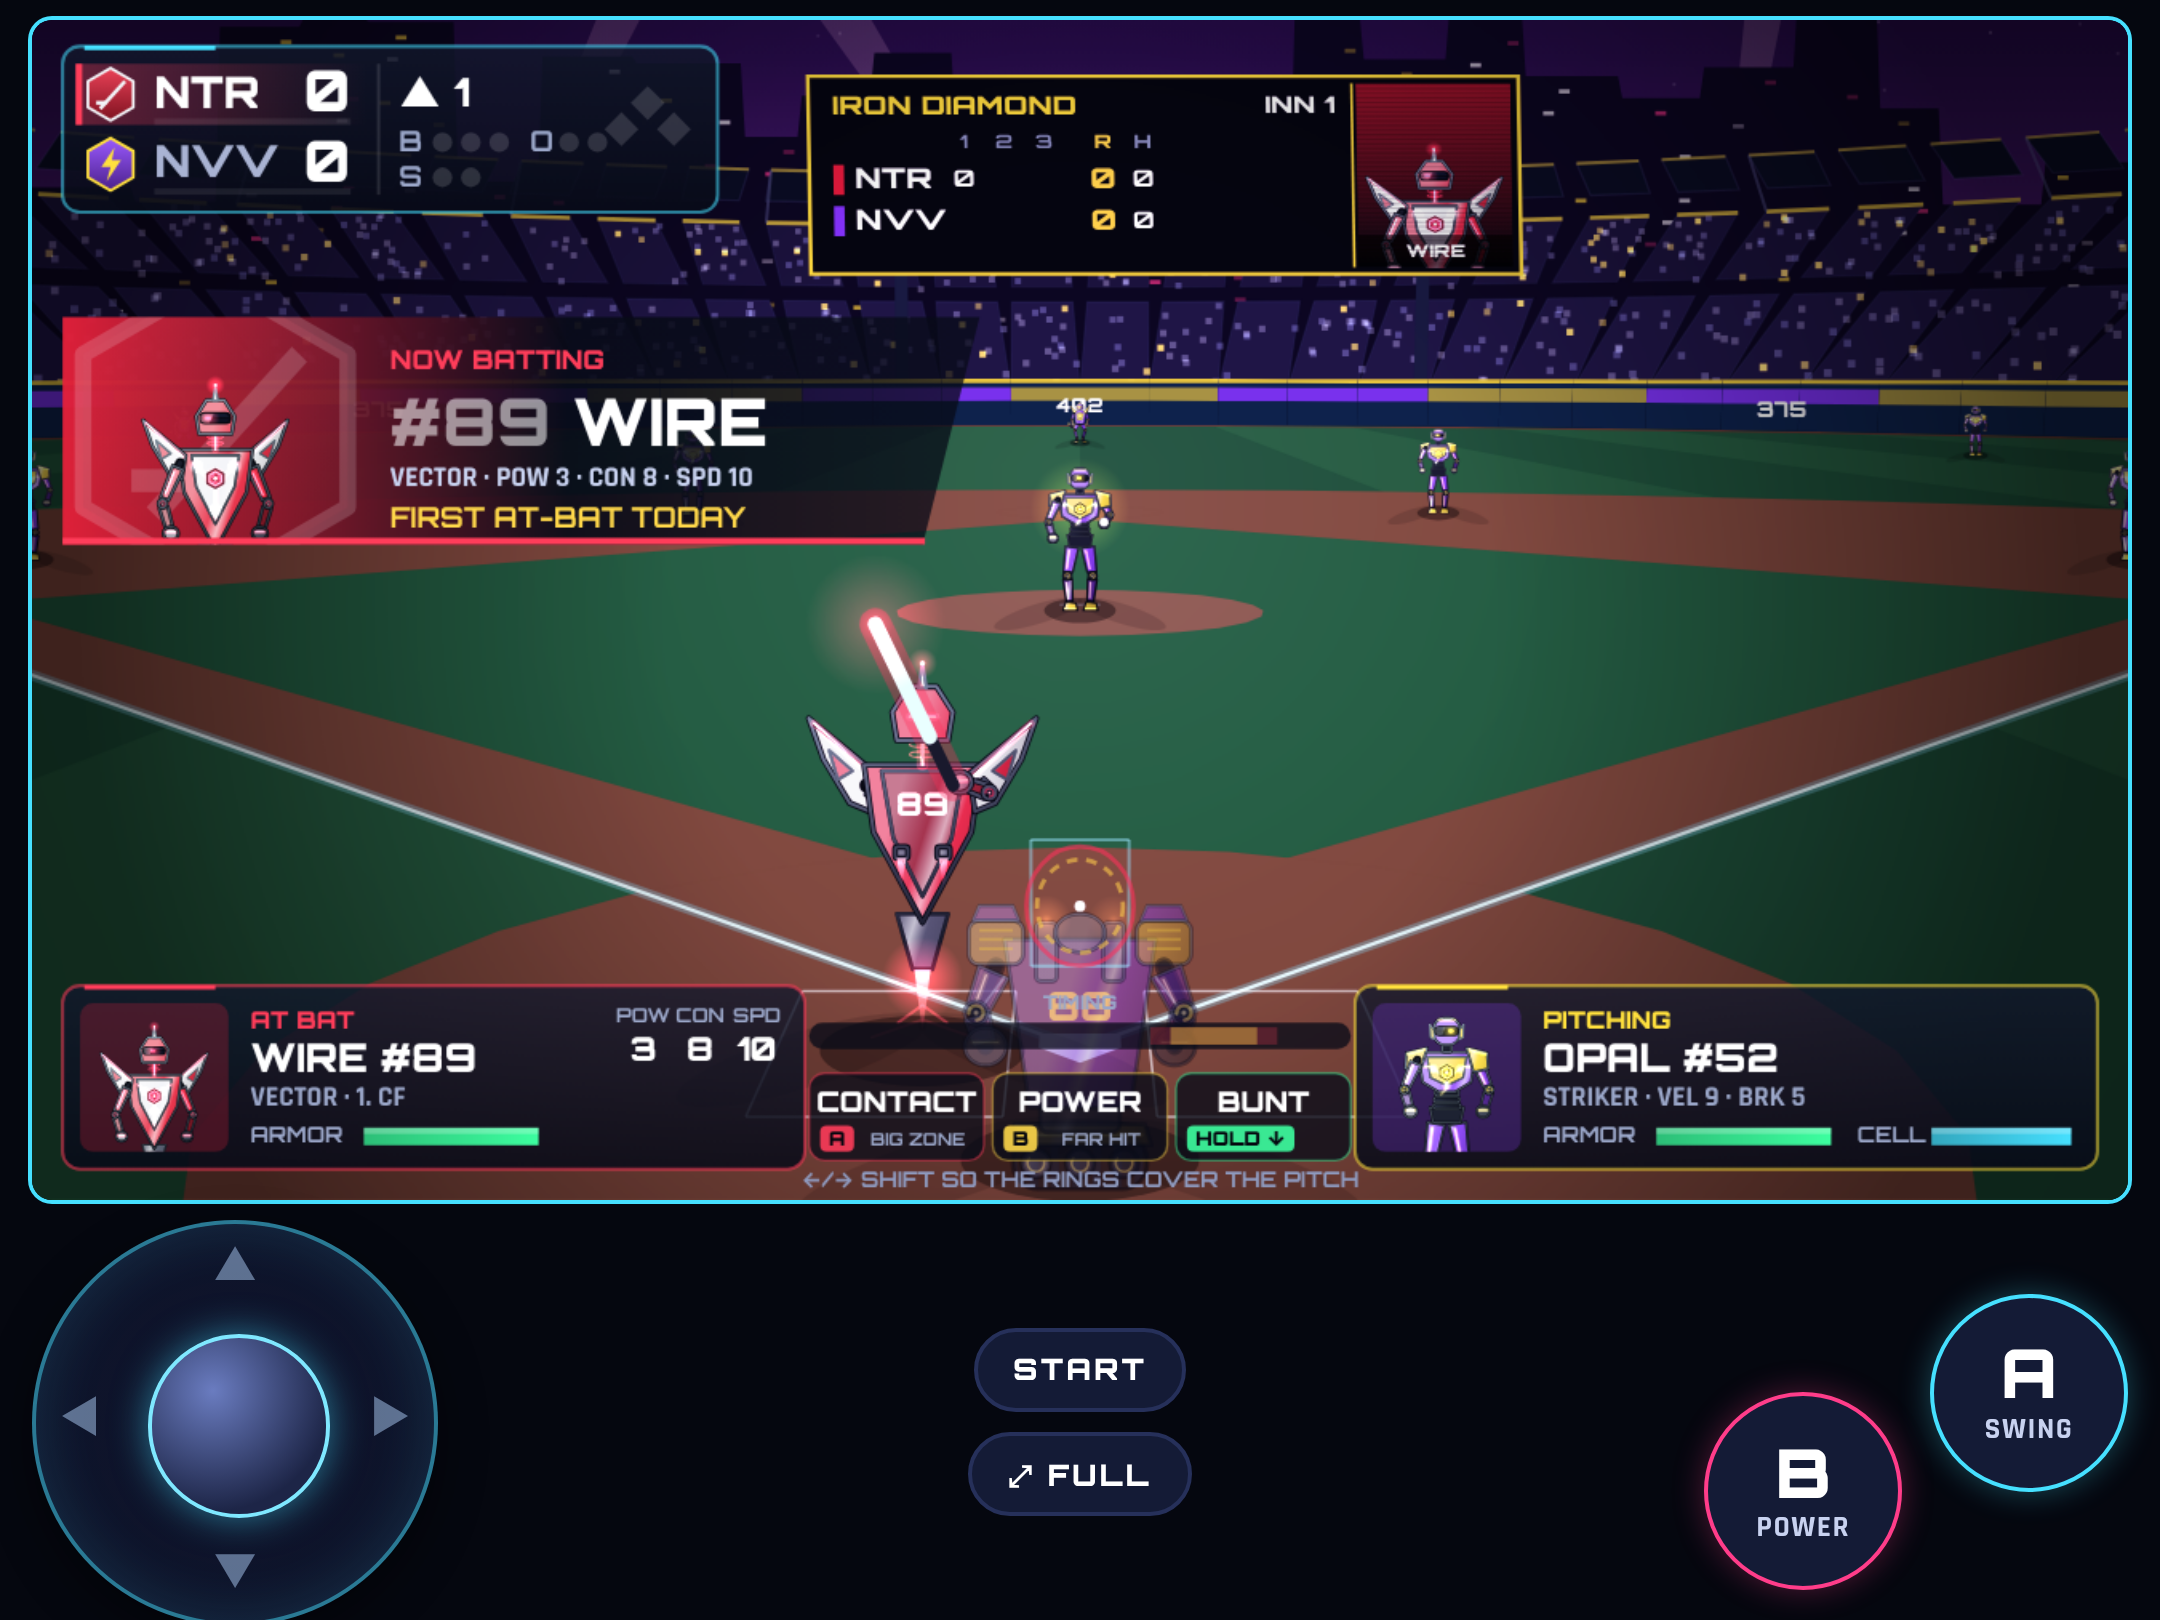 NTR 0
▲ 1
NVV 0
B
O
S
IRON DIAMOND
INN 1
1 2 3 R H
NTR 0 0 0
NVV 0 0
WIRE
NOW BATTING
#89 WIRE
VECTOR · POW 3 · CON 8 · SPD 10
FIRST AT-BAT TODAY
375
402
375
89
88
TIMING
AT BAT
WIRE #89
VECTOR · 1. CF
ARMOR
POW CON SPD
3 8 10
CONTACT
A BIG ZONE
POWER
B FAR HIT
BUNT
HOLD ↓
←/→ SHIFT SO THE RINGS COVER THE PITCH
PITCHING
OPAL #52
STRIKER · VEL 9 · BRK 5
ARMOR
CELL
START
⤢ FULL
A
SWING
B
POWER